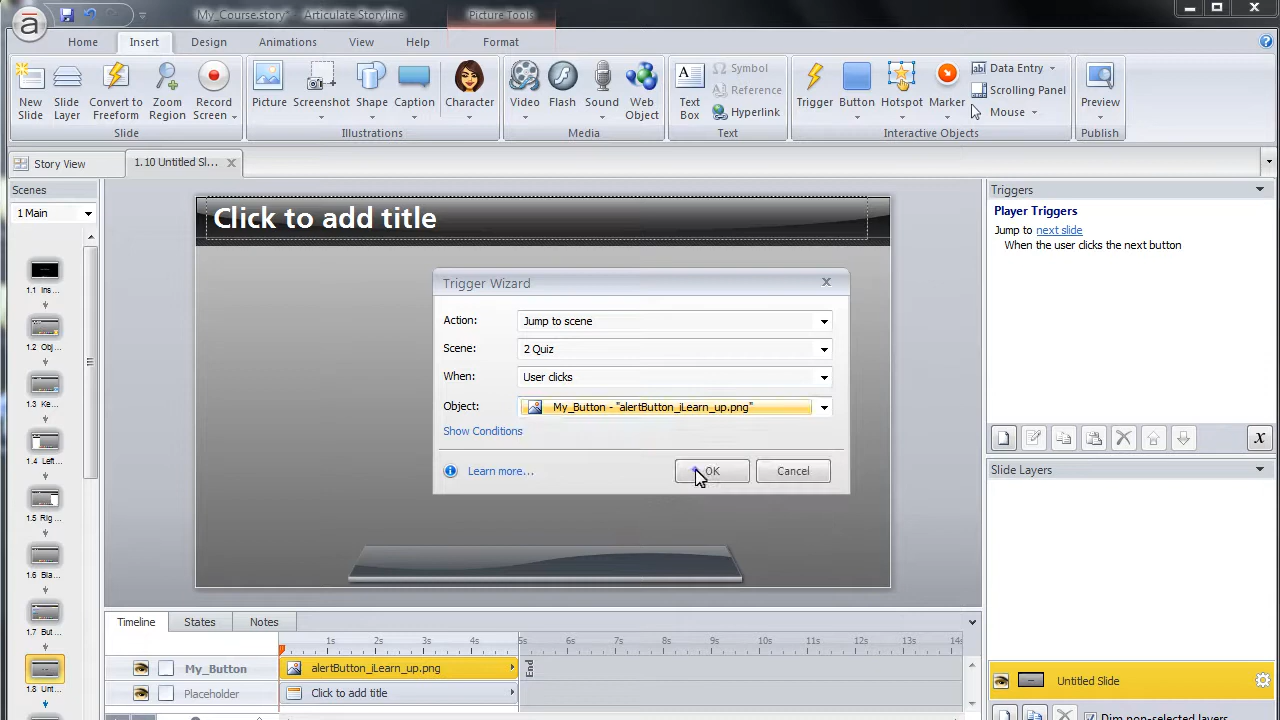 My_Course.story* - Articulate Storyline
Picture Tools
Home Insert Design Animations View Help Format
New Slide
Slide Layer
Convert to Freeform
Zoom Region
Record Screen
Slide
Screenshot
Shape
Caption
Illustrations
Character
Video
Flash
Sound
Web Object
Media
Text Box
Symbol
Reference
Hyperlink
Text
Trigger
Button
Hotspot
Marker
Data Entry
Scrolling Panel
Mouse
Interactive Objects
Preview
Publish
Story View
1.10 Untitled Sl...
Scenes
1 Main
1.1 Ins...
1.2 Obj...
1.3 Ke...
1.4 Left...
1.5 Rig...
1.6 Bla...
1.7 But...
1.8 Unt...
Click to add title
Trigger Wizard
Action: Jump to scene
Scene: 2 Quiz
When: User clicks
Object: My_Button - "alertButton_iLearn_up.png"
Show Conditions
Learn more...
OK
Cancel
Triggers
Player Triggers
Jump to next slide
When the user clicks the next button
Slide Layers
Untitled Slide
Dim non-selected layers
Timeline States Notes
1s 2s 3s 4s 5s 6s 7s 8s 9s 10s 11s 12s 13s 14s
My_Button alertButton_iLearn_up.png
End
Placeholder Click to add title